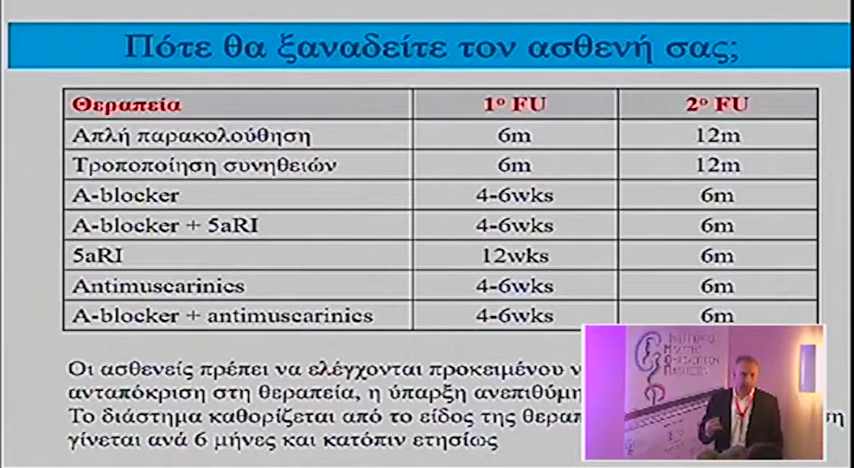 Πότε θα ξαναδείτε τον ασθενή σας;
Θεραπεία 1ο FU 2ο FU
Απλή παρακολούθηση 6m 12m
Τροποποίηση συνηθειών 6m 12m
A-blocker 4-6wks 6m
A-blocker + 5aRI 4-6wks 6m
5aRI 12wks 6m
Antimuscarinics 4-6wks 6m
A-blocker + antimuscarinics 4-6wks 6m
Οι ασθενείς πρέπει να ελέγχονται προκειμένου
ανταπόκριση στη θεραπεία, η ύπαρξη
Το διάστημα καθορίζεται από το είδος της
γίνεται ανά 6 μήνες και κατόπιν ετησίως